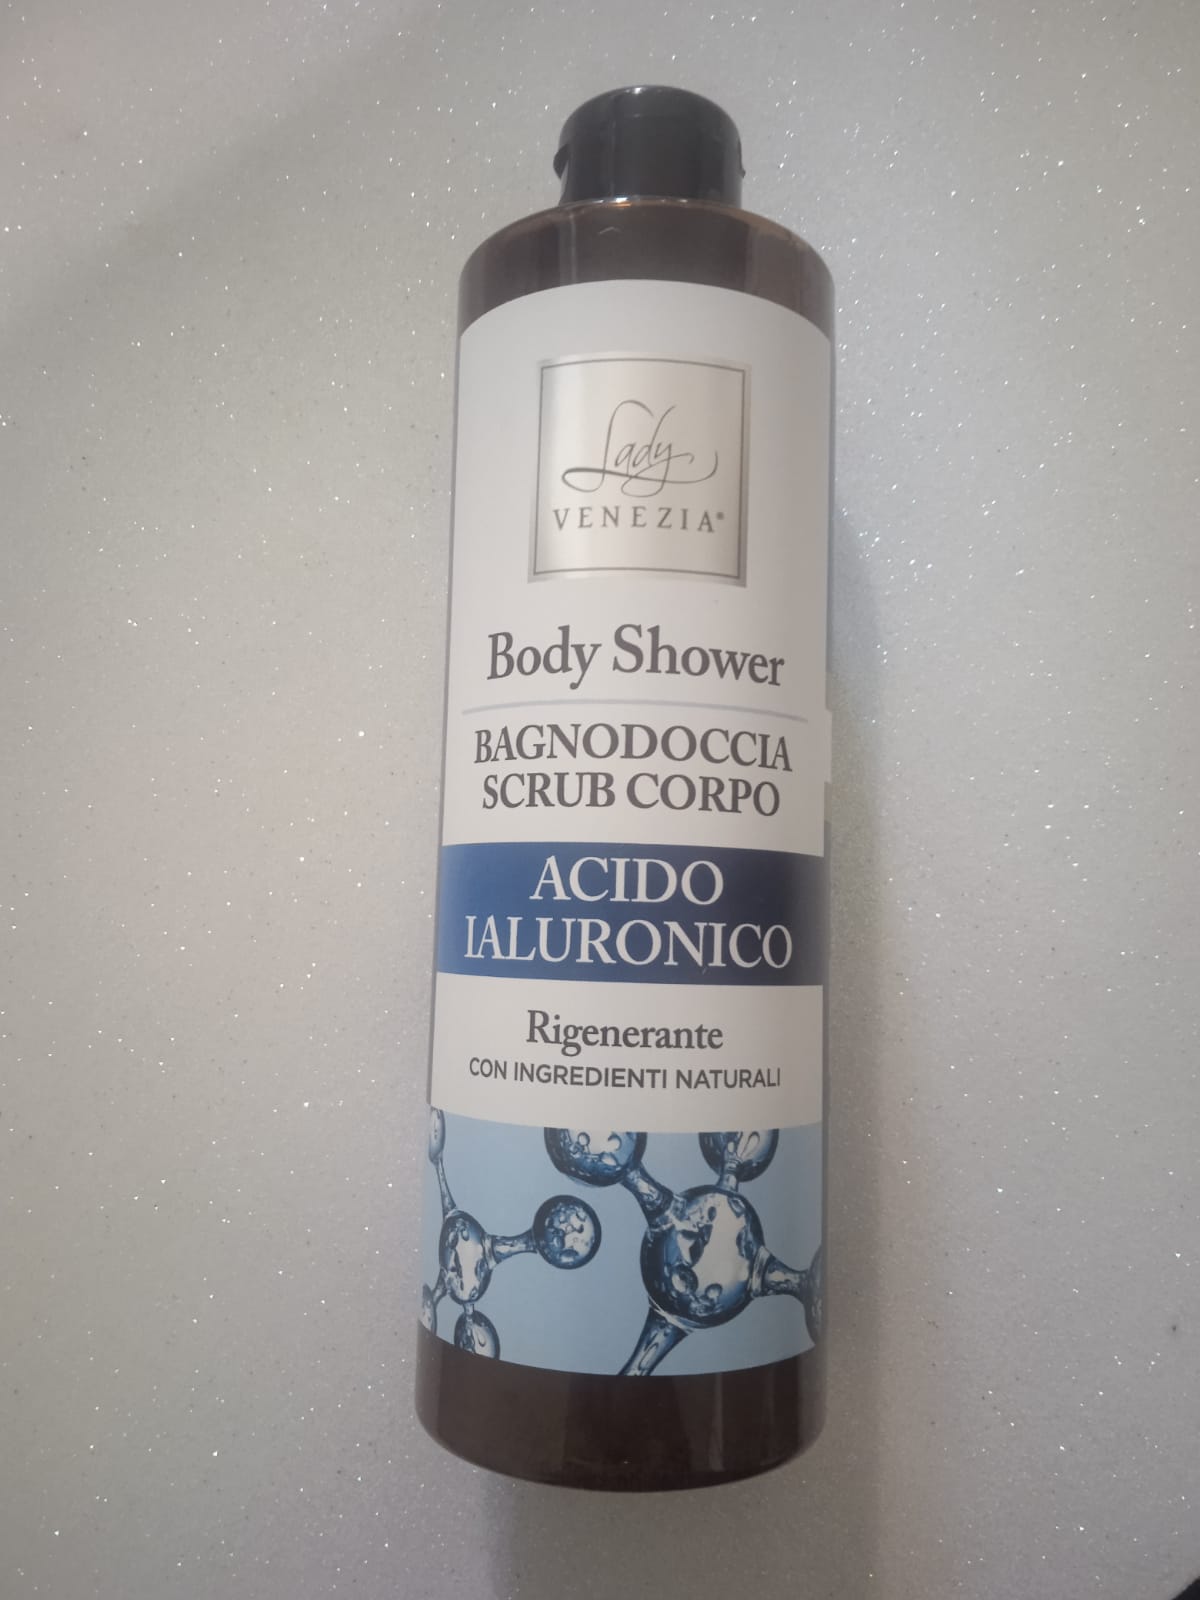 Lady
VENEZIA®
Body Shower
BAGNODOCCIA
SCRUB CORPO
ACIDO
IALURONICO
Rigenerante
CON INGREDIENTI NATURALI